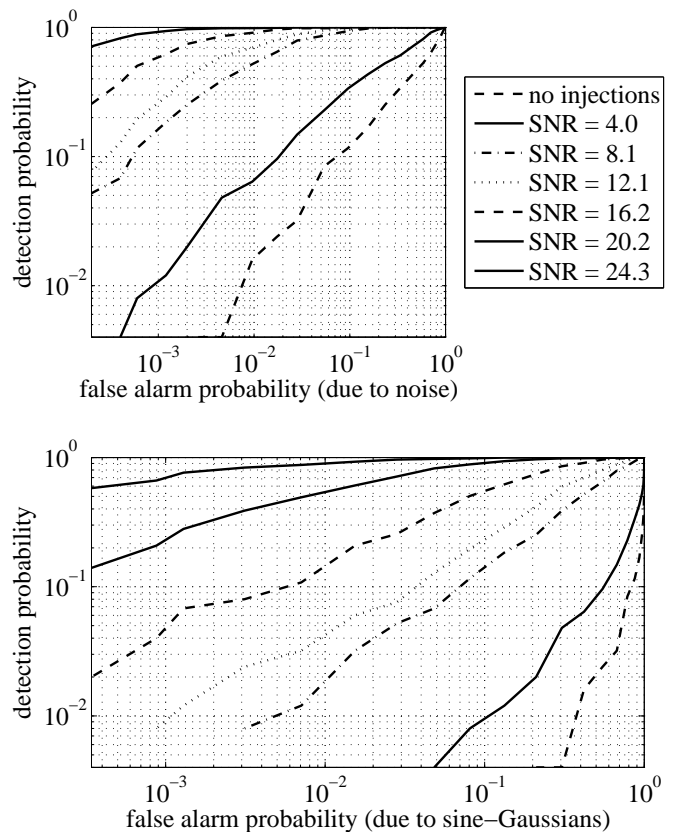 10^0
10^-1
10^-2
detection probability
10^-3 10^-2 10^-1 10^0
false alarm probability (due to noise)
no injections
SNR = 4.0
SNR = 8.1
SNR = 12.1
SNR = 16.2
SNR = 20.2
SNR = 24.3
10^0
10^-1
10^-2
detection probability
10^-3 10^-2 10^-1 10^0
false alarm probability (due to sine−Gaussians)